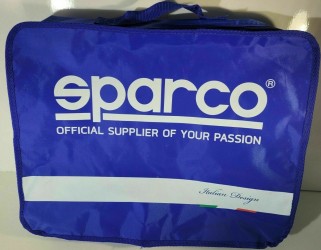 sparco®
OFFICIAL SUPPLIER OF YOUR PASSION
Italian Design